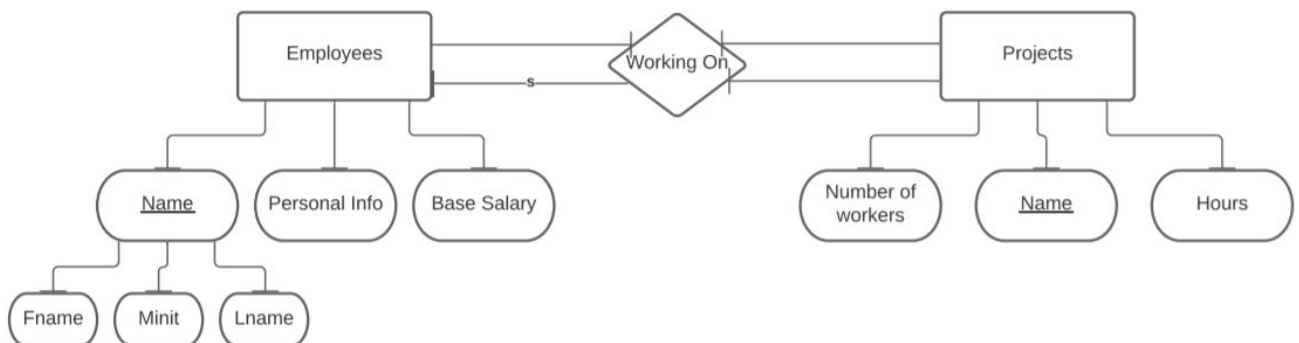 Employees
Working On
Projects
s
Name
Personal Info
Base Salary
Number of
workers
Name
Hours
Fname
Minit
Lname